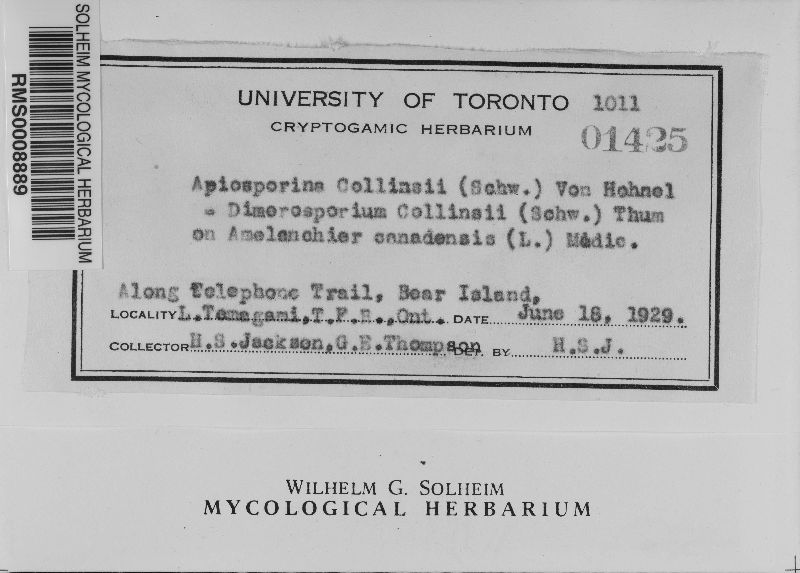 SOLHEIM MYCOLOGICAL HERBARIUM
RMS0008889
UNIVERSITY OF TORONTO 1011
CRYPTOGAMIC HERBARIUM 01425
Apiosporina Collinsii (Schw.) Von Hohnel
= Dimerosporium Collinsii (Schw.) Thum
on Amelanchier canadensis (L.) Medic.
Along Telephone Trail, Bear Island,
LOCALITY L.Temagami,T.F.R.,Ont. DATE June 18, 1929.
COLLECTOR H.S.Jackson,G.E.Thompson DET. BY H.S.J.
WILHELM G. SOLHEIM
MYCOLOGICAL HERBARIUM